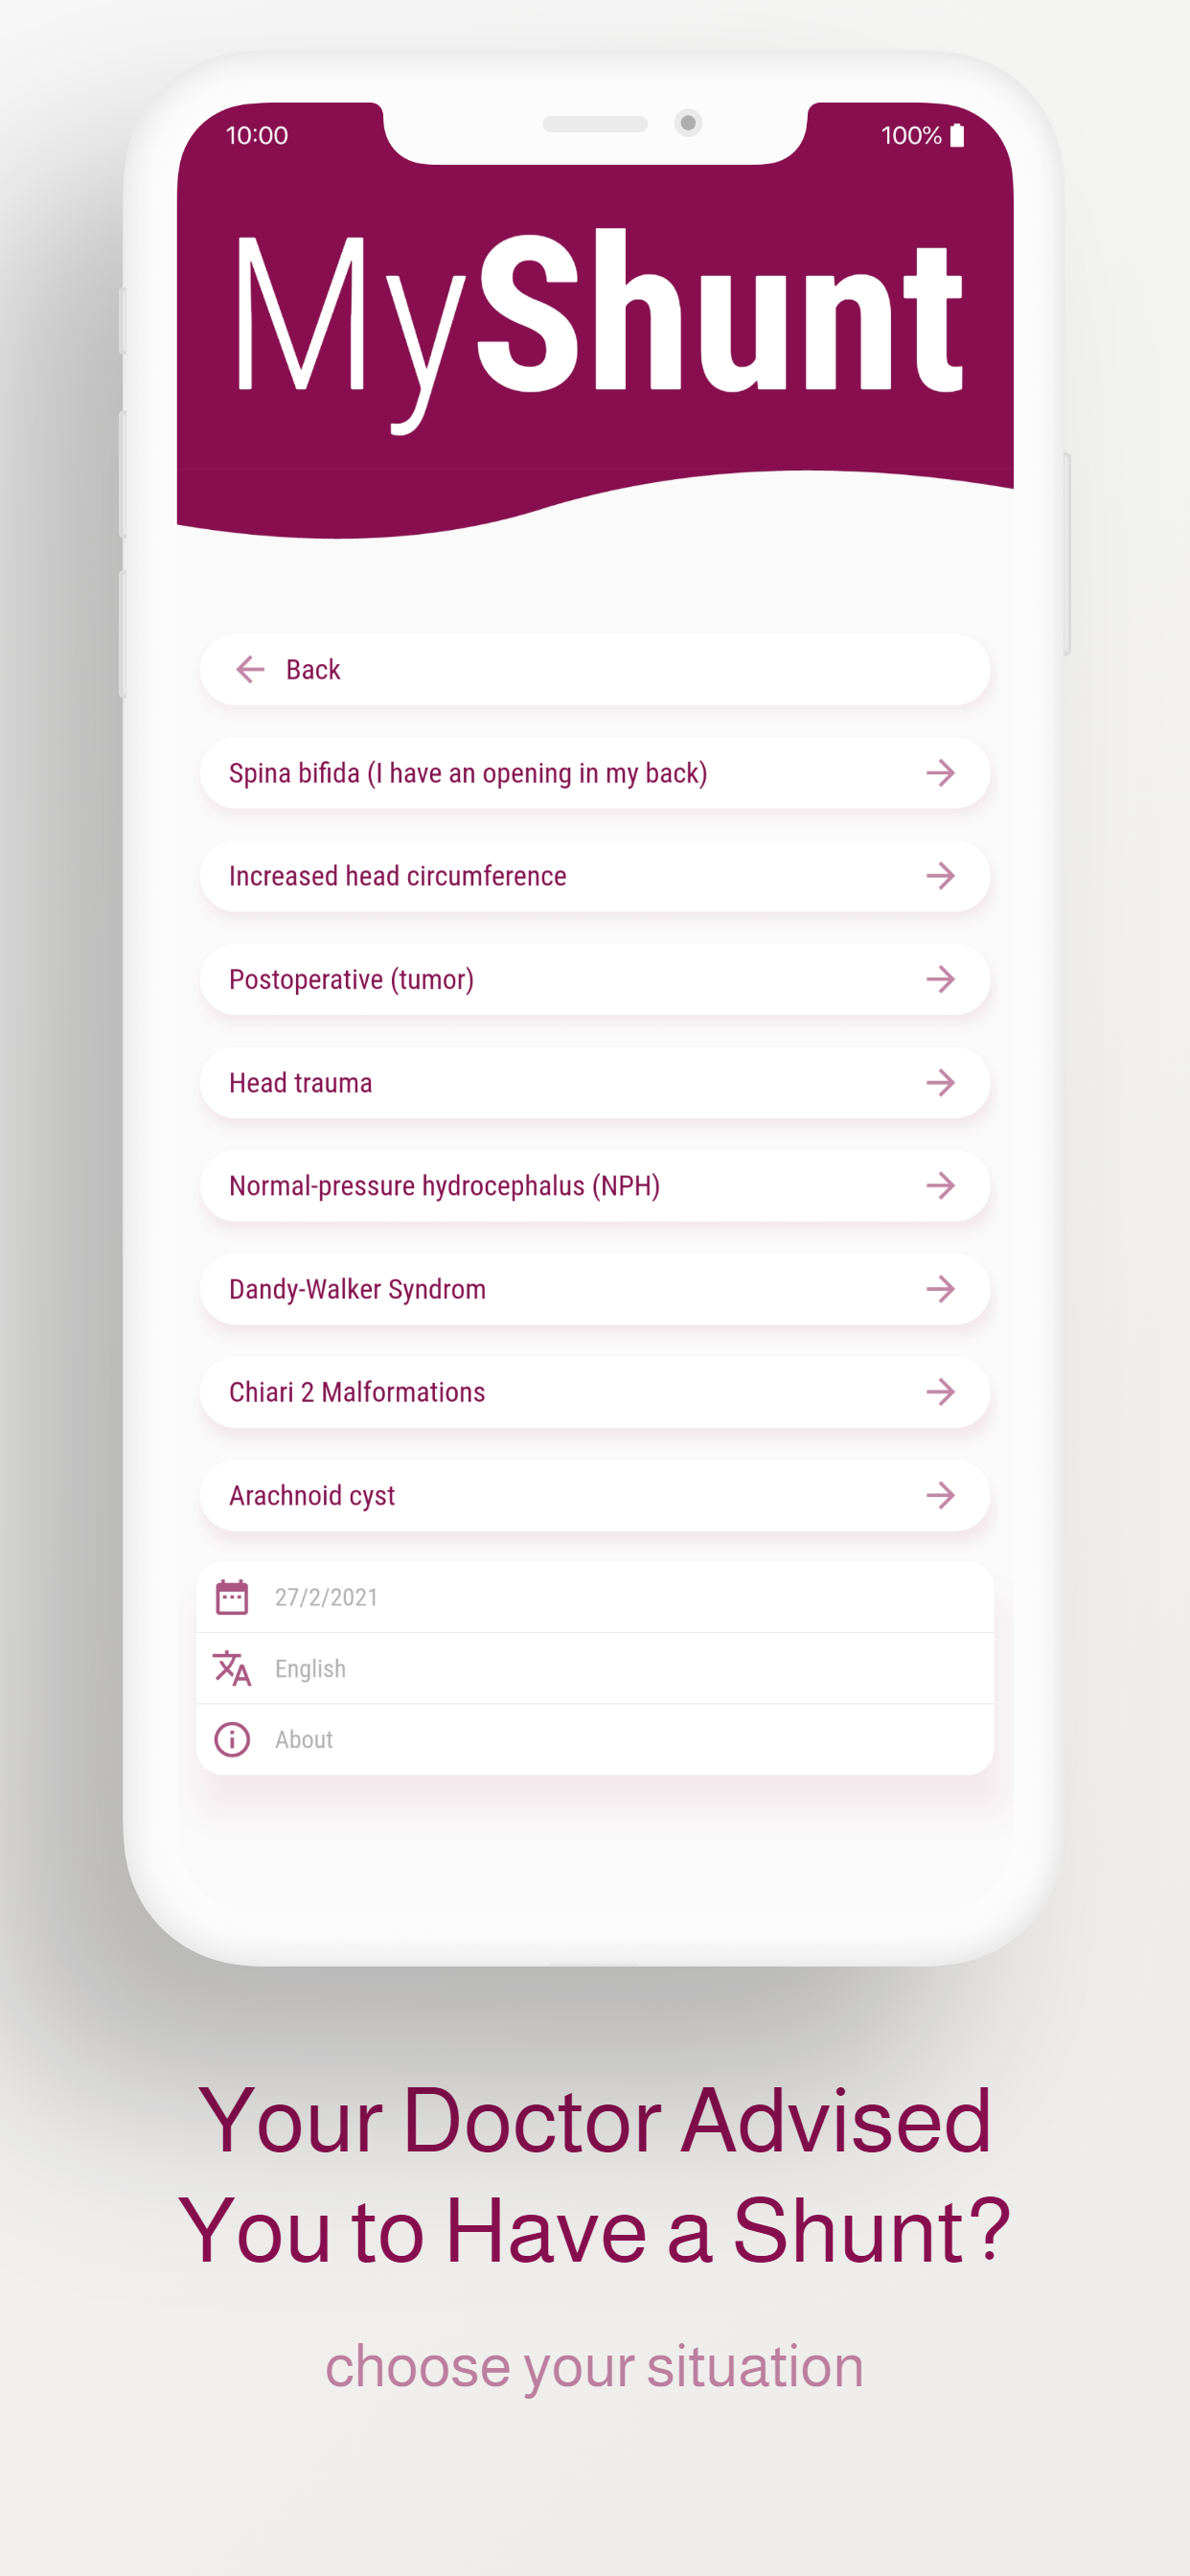 10:00
100%
MyShunt
Back
Spina bifida (I have an opening in my back)
Increased head circumference
Postoperative (tumor)
Head trauma
Normal-pressure hydrocephalus (NPH)
Dandy-Walker Syndrom
Chiari 2 Malformations
Arachnoid cyst
27/2/2021
English
About
Your Doctor Advised
You to Have a Shunt?
choose your situation